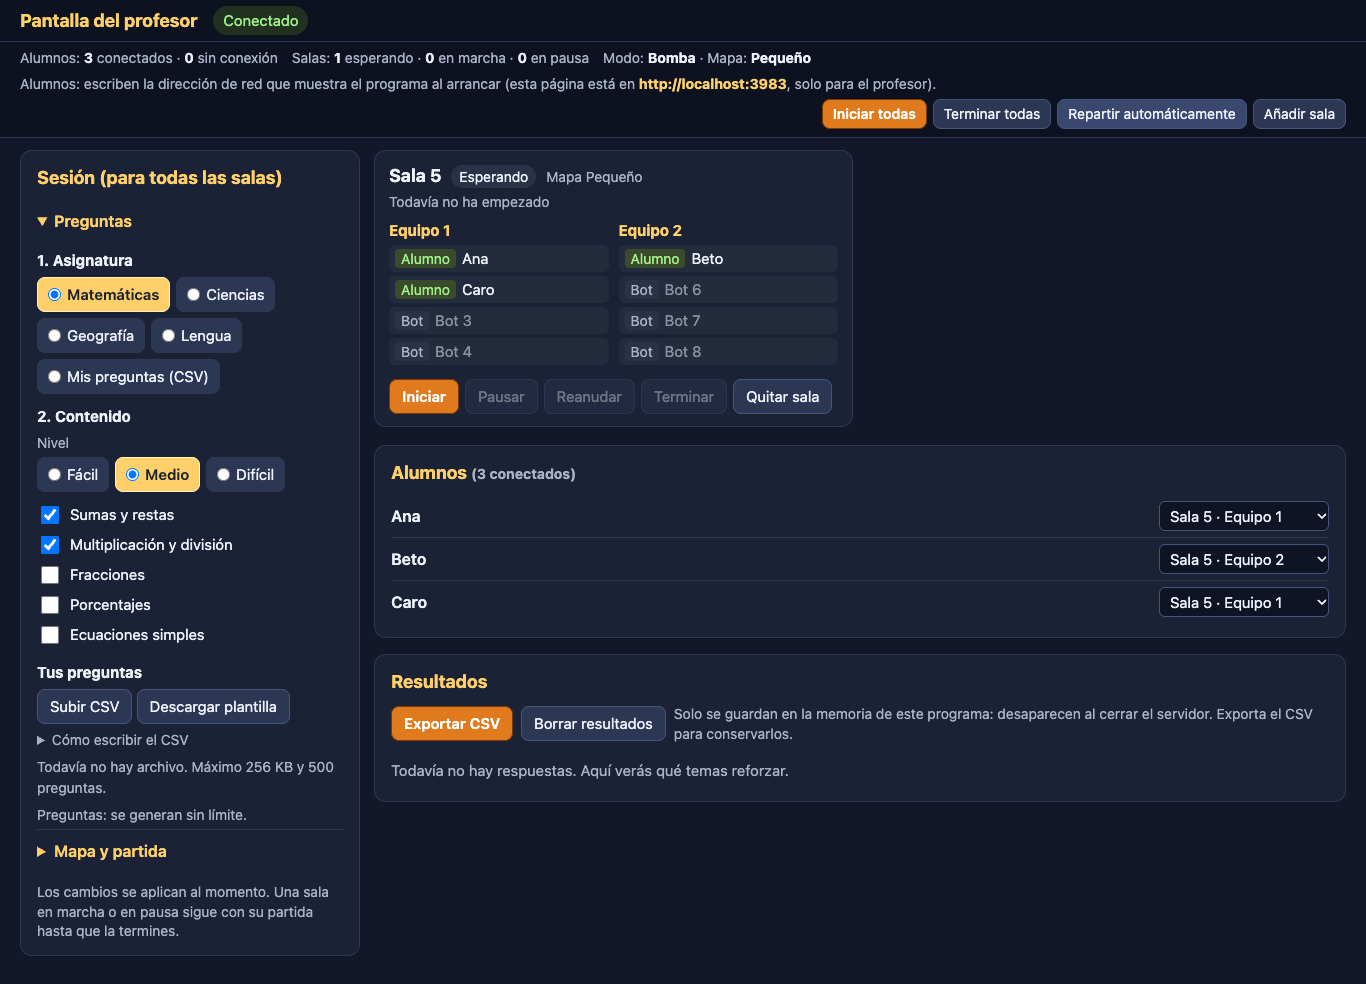 Pantalla del profesor Conectado
Alumnos: 3 conectados · 0 sin conexión Salas: 1 esperando · 0 en marcha · 0 en pausa Modo: Bomba · Mapa: Pequeño
Alumnos: escriben la dirección de red que muestra el programa al arrancar (esta página está en http://localhost:3983, solo para el profesor).
Iniciar todas Terminar todas Repartir automáticamente Añadir sala
Sesión (para todas las salas)
Preguntas
1. Asignatura
Matemáticas Ciencias
Geografía Lengua
Mis preguntas (CSV)
2. Contenido
Nivel
Fácil Medio Difícil
Sumas y restas
Multiplicación y división
Fracciones
Porcentajes
Ecuaciones simples
Tus preguntas
Subir CSV Descargar plantilla
Cómo escribir el CSV
Todavía no hay archivo. Máximo 256 KB y 500
preguntas.
Preguntas: se generan sin límite.
Mapa y partida
Los cambios se aplican al momento. Una sala
en marcha o en pausa sigue con su partida
hasta que la termines.
Sala 5 Esperando Mapa Pequeño
Todavía no ha empezado
Equipo 1 Equipo 2
Alumno Ana Alumno Beto
Alumno Caro Bot Bot 6
Bot Bot 3 Bot Bot 7
Bot Bot 4 Bot Bot 8
Iniciar Pausar Reanudar Terminar Quitar sala
Alumnos (3 conectados)
Ana Sala 5 · Equipo 1
Beto Sala 5 · Equipo 2
Caro Sala 5 · Equipo 1
Resultados
Exportar CSV Borrar resultados Solo se guardan en la memoria de este programa: desaparecen al cerrar el servidor. Exporta el CSV
para conservarlos.
Todavía no hay respuestas. Aquí verás qué temas reforzar.